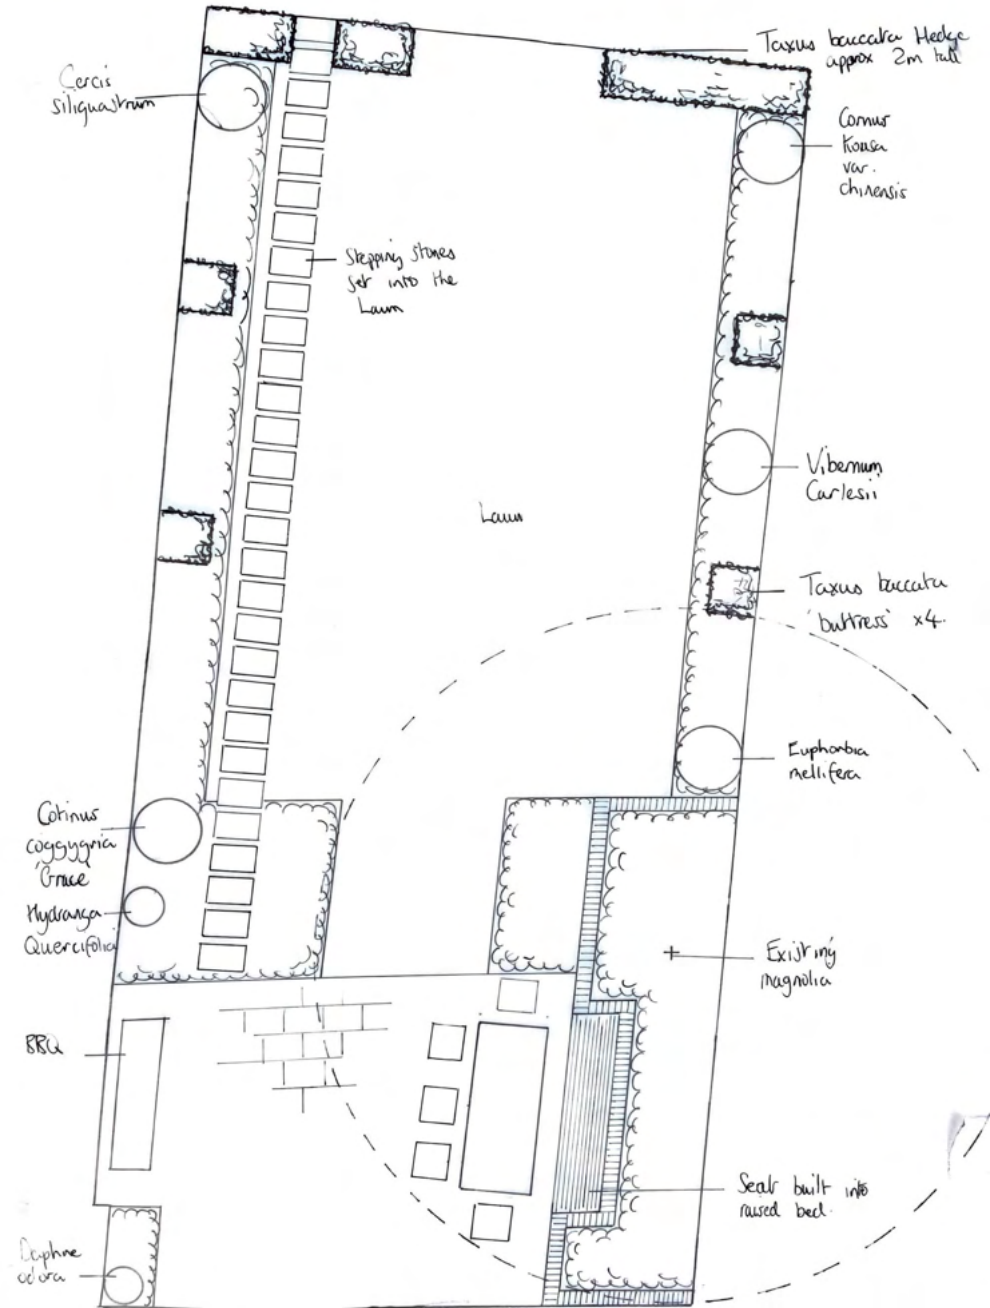 Taxus baccata Hedge
approx 2m tall
Cercis
siliquastrum
Cornus
Kousa
var.
chinensis
Stepping stones
set into the
Lawn
Lawn
Vibernum
Carlesii
Taxus baccata
'buttress' x4.
Euphorbia
mellifera
Cotinus
coggygria
'Grace'
Hydranga
Quercifolia
Existing
magnolia
BBQ
Seat built into
raised bed.
Daphne
odora